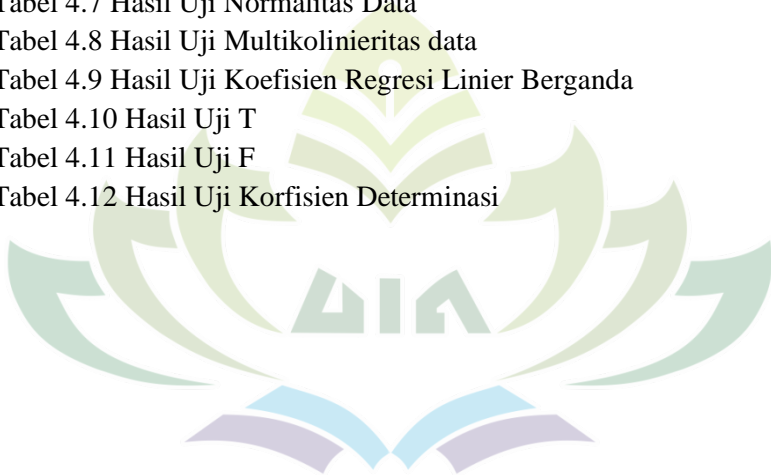 Tabel 4.7 Hasil Uji Normalitas Data
Tabel 4.8 Hasil Uji Multikolinieritas data
Tabel 4.9 Hasil Uji Koefisien Regresi Linier Berganda
Tabel 4.10 Hasil Uji T
Tabel 4.11 Hasil Uji F
Tabel 4.12 Hasil Uji Korfisien Determinasi
UIN